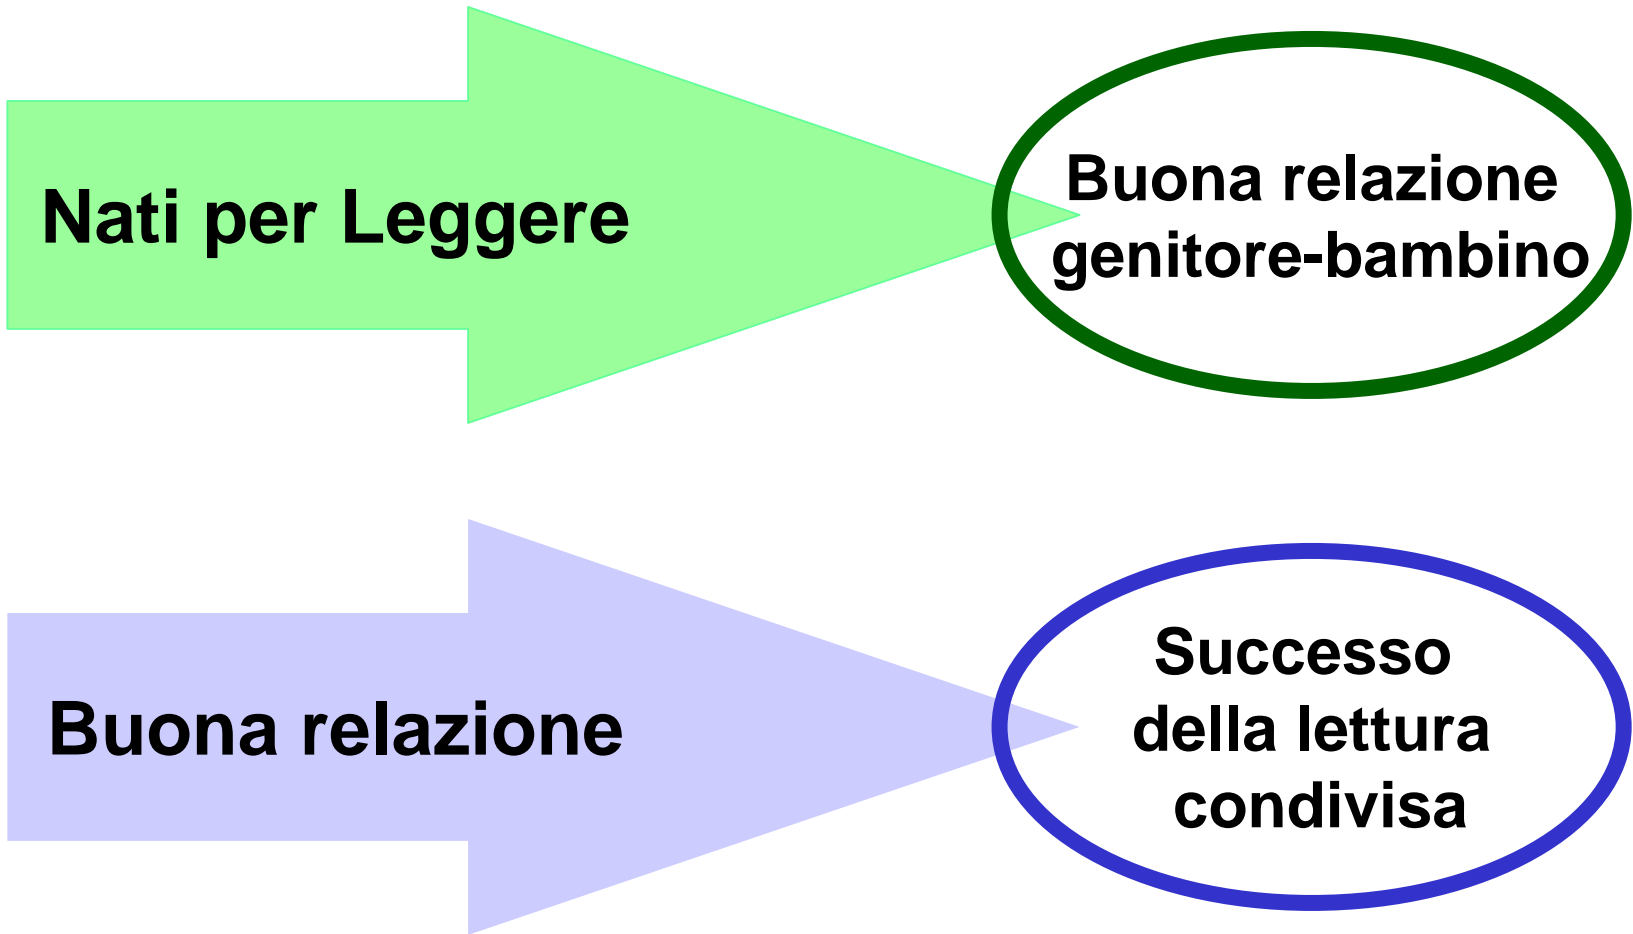 Nati per Leggere
Buona relazione
genitore-bambino
Buona relazione
Successo
della lettura
condivisa